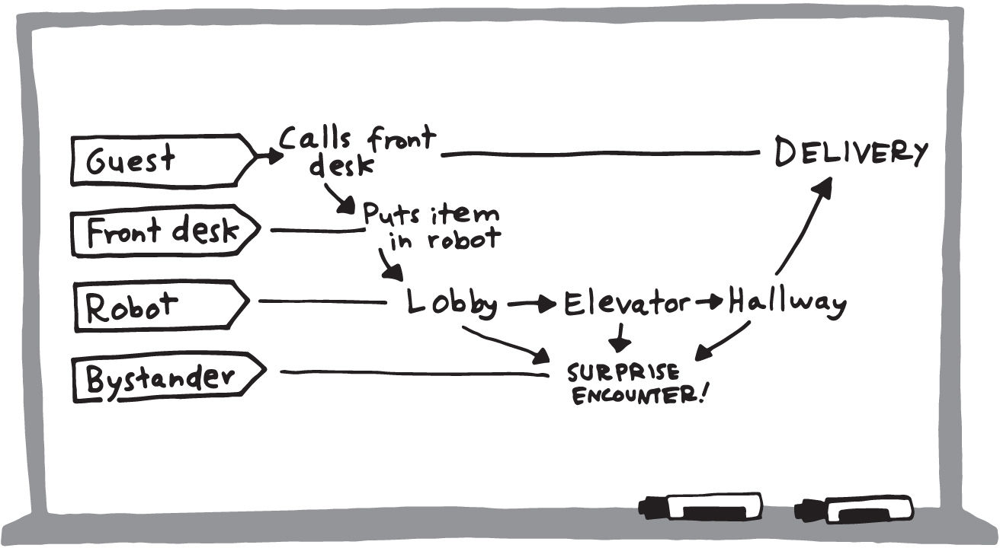 Guest
Calls front
desk
DELIVERY
Front desk
Puts item
in robot
Robot
Lobby
Elevator
Hallway
Bystander
SURPRISE
ENCOUNTER!